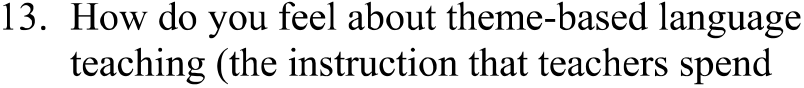 13. How do you feel about theme-based language
teaching (the instruction that teachers spend